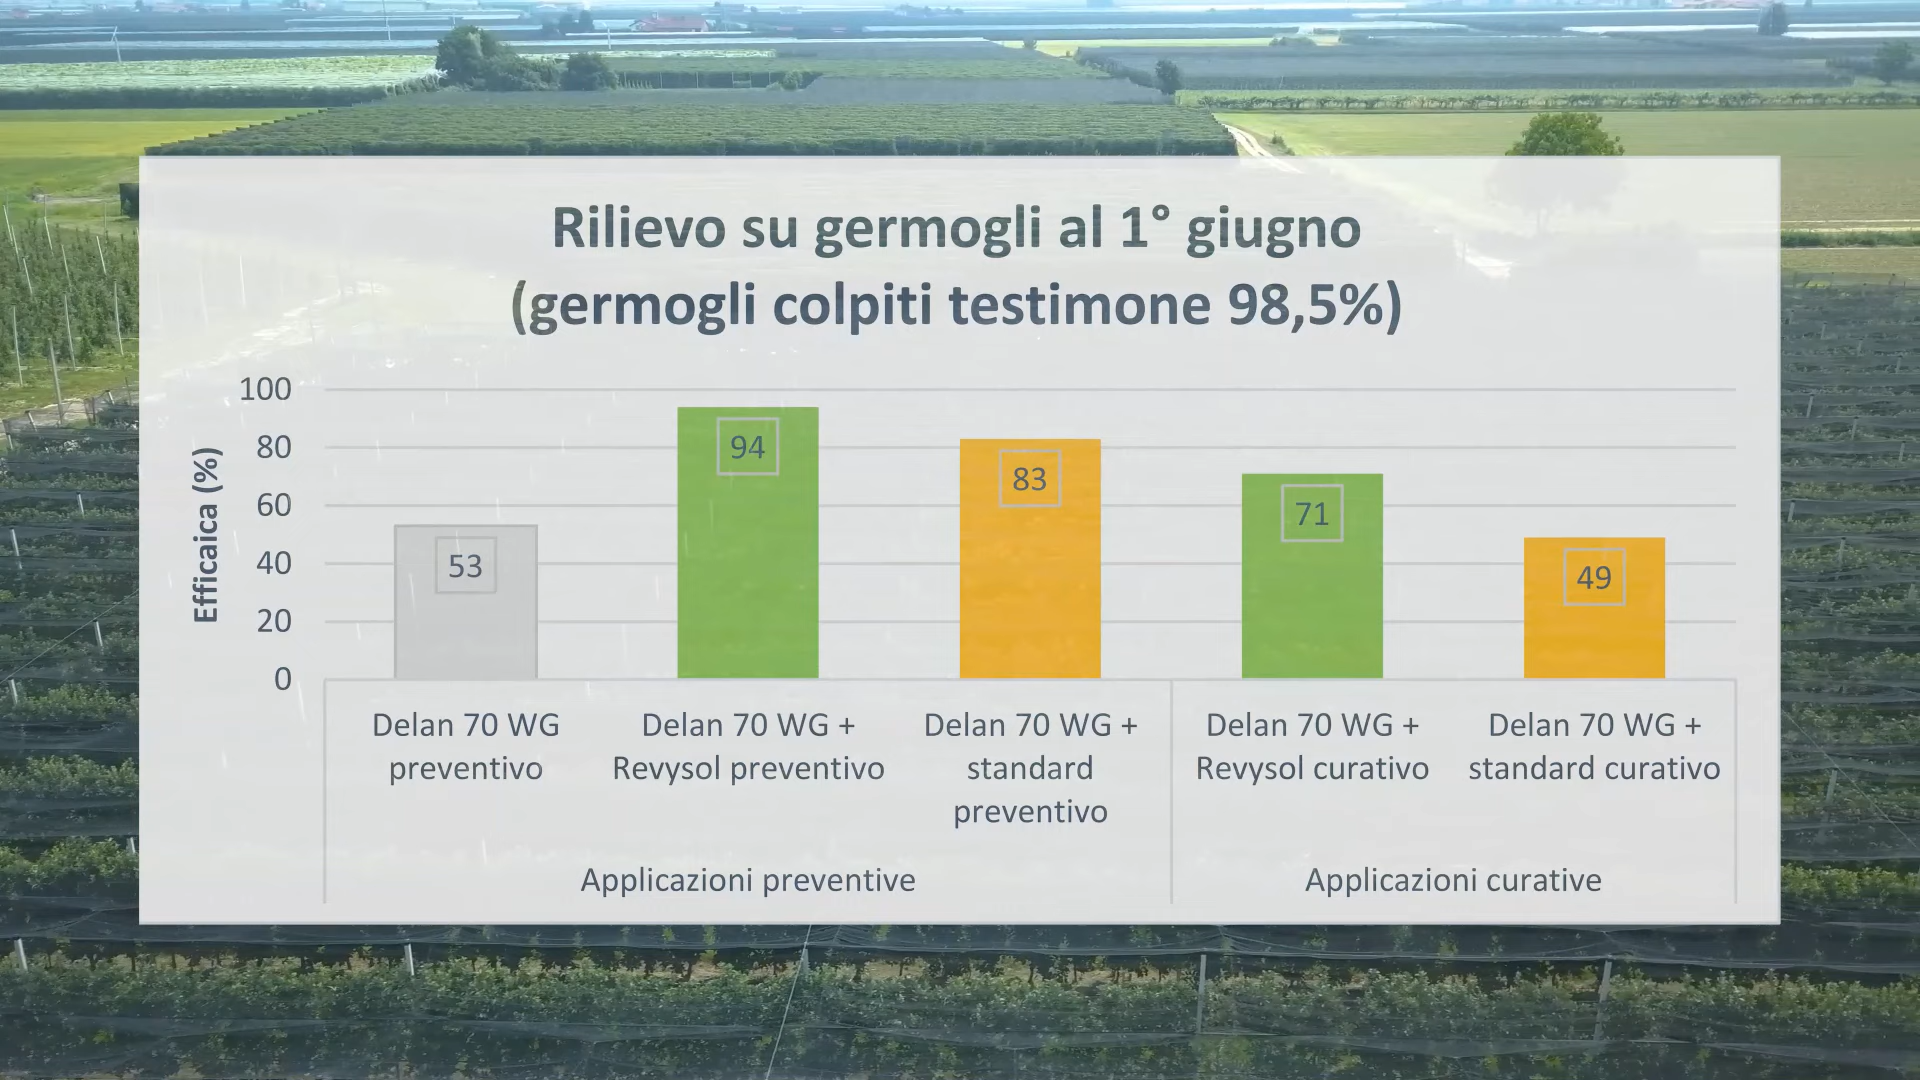 Rilievo su germogli al 1° giugno
(germogli colpiti testimone 98,5%)
Efficaica (%)
100
80
60
40
20
0
53
94
83
71
49
Delan 70 WG
preventivo
Delan 70 WG +
Revysol preventivo
Delan 70 WG +
standard
preventivo
Delan 70 WG +
Revysol curativo
Delan 70 WG +
standard curativo
Applicazioni preventive
Applicazioni curative